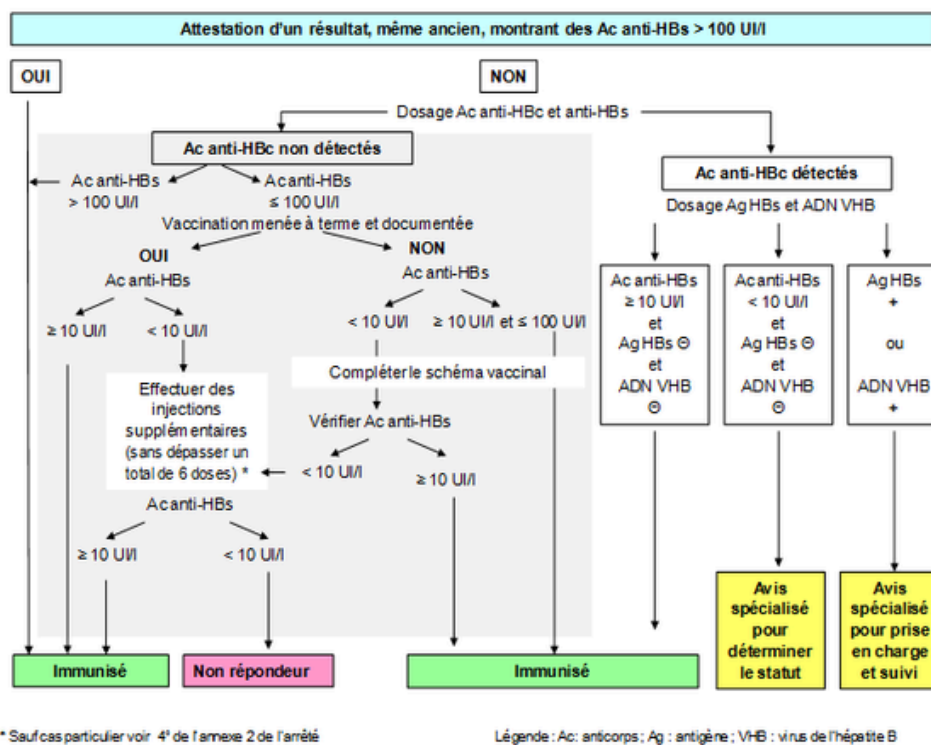 Attestation d'un résultat, même ancien, montrant des Ac anti-HBs > 100 UI/l
OUI
NON
Dosage Ac anti-HBc et anti-HBs
Ac anti-HBc non détectés
Ac anti-HBs
> 100 UI/l
Ac anti-HBs
≤ 100 UI/l
Vaccination menée à terme et documentée
OUI
Ac anti-HBs
≥ 10 UI/l
< 10 UI/l
NON
Ac anti-HBs
< 10 UI/l
≥ 10 UI/l et ≤ 100 UI/l
Effectuer des
injections
supplémentaires
(sans dépasser un
total de 6 doses) *
Compléter le schéma vaccinal
Vérifier Ac anti-HBs
< 10 UI/l
≥ 10 UI/l
Ac anti-HBs
≥ 10 UI/l
< 10 UI/l
Ac anti-HBc détectés
Dosage Ag HBs et ADN VHB
Ac anti-HBs
≥ 10 UI/l
et
Ag HBs ⊖
et
ADN VHB
⊖
Ac anti-HBs
< 10 UI/l
et
Ag HBs ⊖
et
ADN VHB
⊖
Ag HBs
+
ou
ADN VHB
+
Immunisé
Non répondeur
Immunisé
Avis
spécialisé
pour
déterminer
le statut
Avis
spécialisé
pour prise
en charge
et suivi
* Sauf cas particulier voir 4° de l'annexe 2 de l'arrêté
Légende : Ac: anticorps ; Ag : antigène ; VHB : virus de l'hépatite B